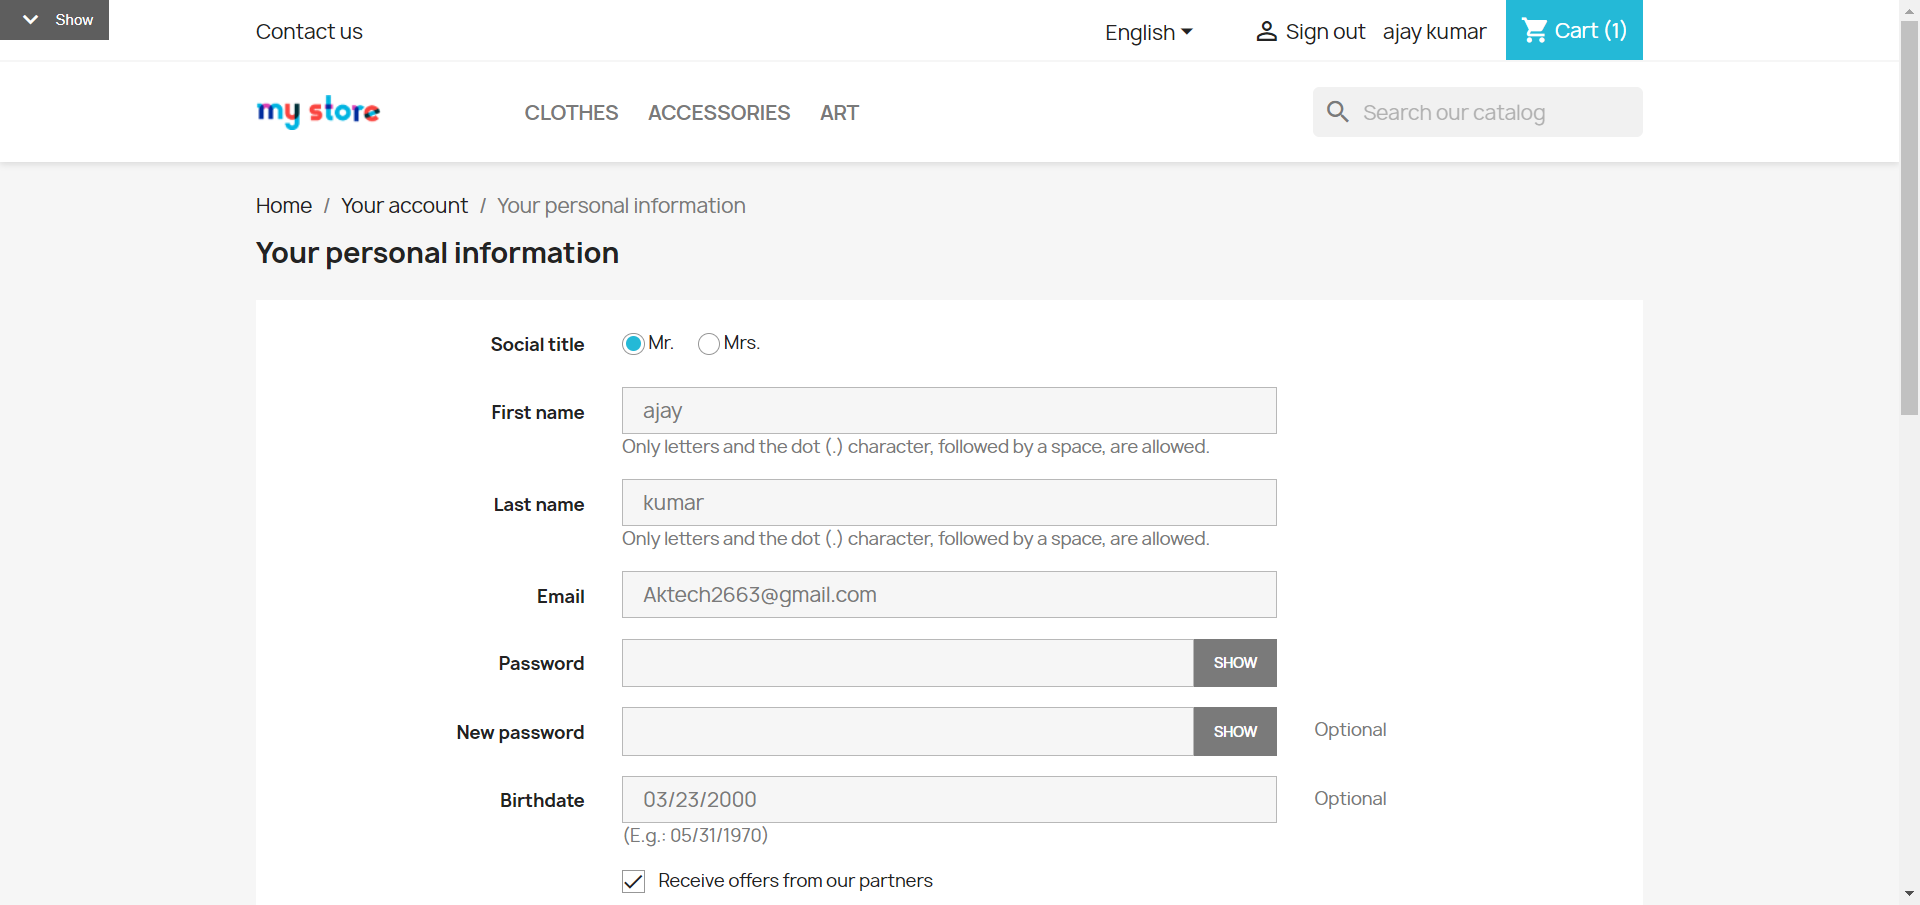 Show
Contact us
English
Sign out
ajay kumar
Cart (1)
my store
CLOTHES
ACCESSORIES
ART
Search our catalog
Home / Your account / Your personal information
Your personal information
Social title
Mr.
Mrs.
First name
ajay
Only letters and the dot (.) character, followed by a space, are allowed.
Last name
kumar
Only letters and the dot (.) character, followed by a space, are allowed.
Email
Aktech2663@gmail.com
Password
SHOW
New password
SHOW
Optional
Birthdate
03/23/2000
Optional
(E.g.: 05/31/1970)
Receive offers from our partners